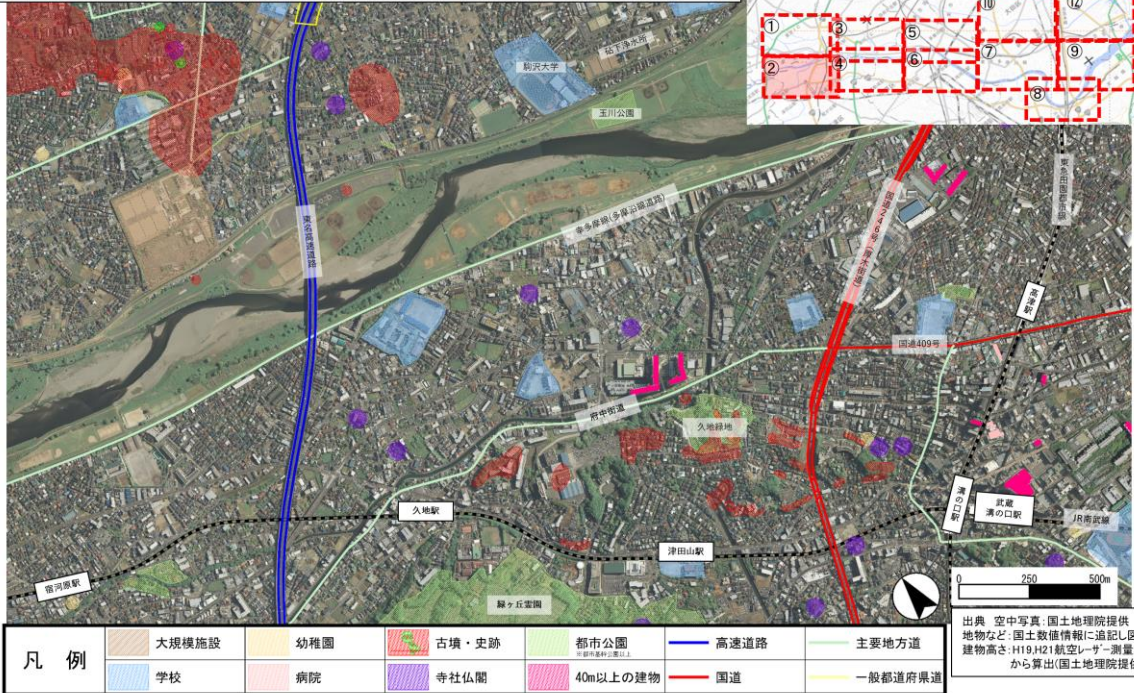 ①
③
⑤
⑩
⑫
②
④
⑥
⑦
⑨
⑧
砧下浄水所
駒沢大学
玉川公園
東名高速道路
幸多摩線(多摩沿線道路)
国道246号(厚木街道)
東急田園都市線
高津駅
国道409号
府中街道
久地緑地
久地駅
津田山駅
溝の口駅
武蔵
溝の口駅
JR南武線
宿河原駅
緑ヶ丘霊園
0 250 500m
凡 例
大規模施設
幼稚園
古墳・史跡
都市公園
※都市基幹公園以上
高速道路
主要地方道
学校
病院
寺社仏閣
40m以上の建物
国道
一般都道府県道
出典 空中写真:国土地理院提供
地物など:国土数値情報に追記し図
建物高さ:H19,H21航空レーザー測量
から算出(国土地理院提供